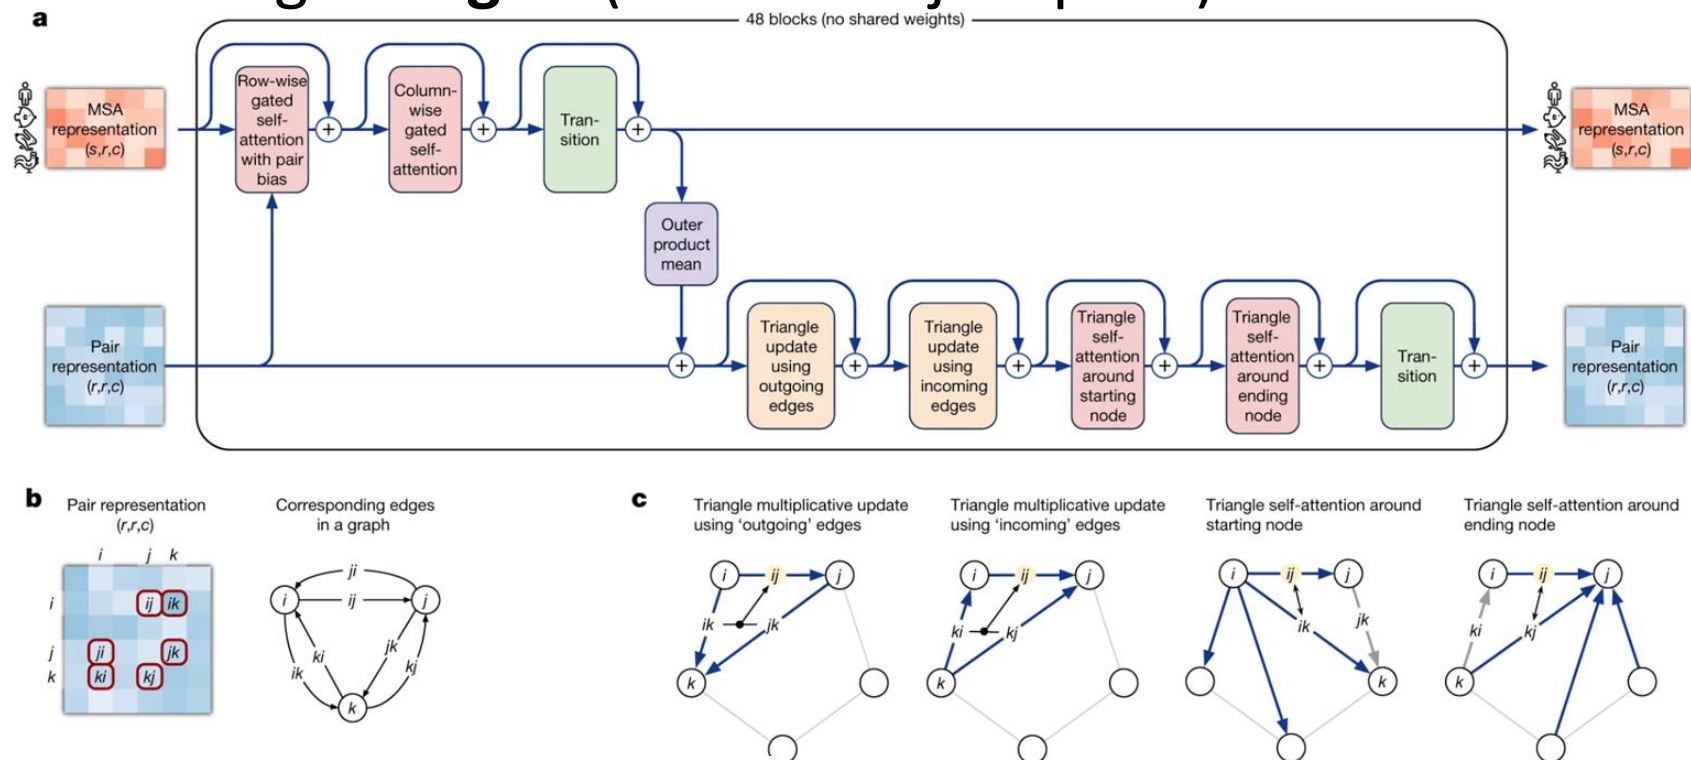 a
48 blocks (no shared weights)
MSA
representation
(s,r,c)
Row-wise
gated
self-
attention
with pair
bias
+
Column-
wise
gated
self-
attention
+
Tran-
sition
+
MSA
representation
(s,r,c)
Outer
product
mean
Pair
representation
(r,r,c)
+
Triangle
update
using
outgoing
edges
+
Triangle
update
using
incoming
edges
+
Triangle
self-
attention
around
starting
node
+
Triangle
self-
attention
around
ending
node
+
Tran-
sition
+
Pair
representation
(r,r,c)
b
Pair representation
(r,r,c)
i j k
i ij ik
j ji jk
k ki kj
Corresponding edges
in a graph
ji
i ij j
ki jk
ik kj
k
c
Triangle multiplicative update
using ‘outgoing’ edges
i ij j
ik jk
k
Triangle multiplicative update
using ‘incoming’ edges
i ij j
ki kj
k
Triangle self-attention around
starting node
i ij j
ik jk
k
Triangle self-attention around
ending node
i ij j
ki kj
k